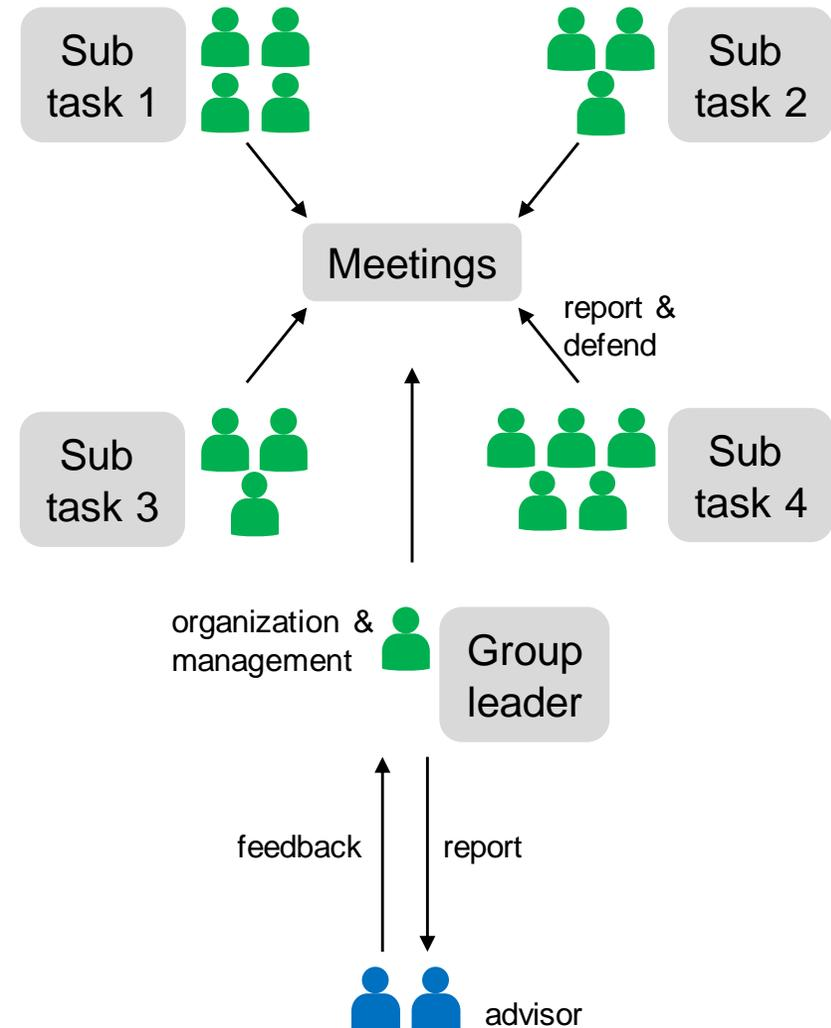 Sub
task 1
Sub
task 2
Meetings
report &
defend
Sub
task 3
Sub
task 4
organization &
management
Group
leader
feedback
report
advisor